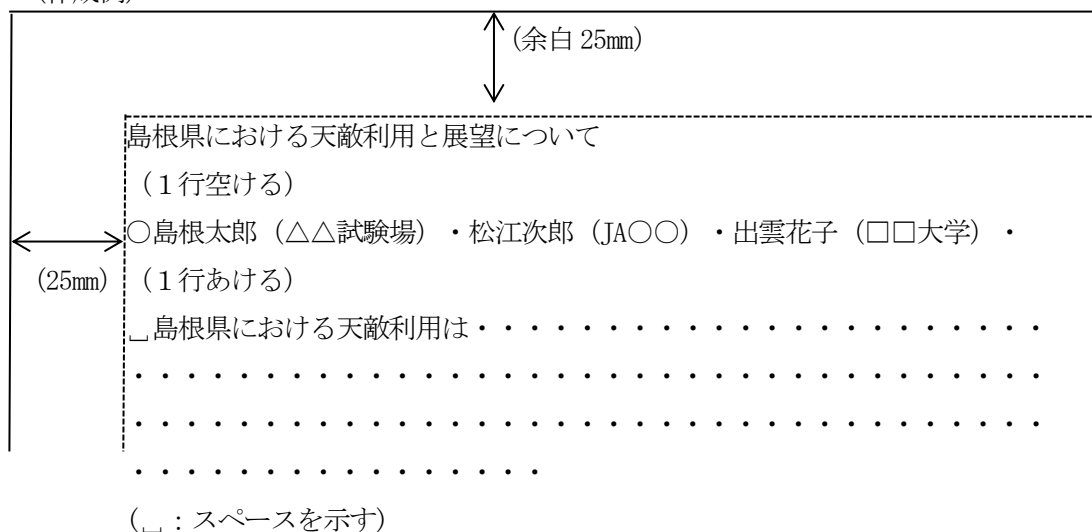 (余白 25mm)
島根県における天敵利用と展望について
（１行空ける）
○島根太郎（△△試験場）・松江次郎（JA○○）・出雲花子（□□大学）・
(25mm)
（１行あける）
␣島根県における天敵利用は・・・・・・・・・・・・・・・・・・・・・・
・・・・・・・・・・・・・・・・・・・・・・・・・・・・・・・・・・・
・・・・・・・・・・・・・・・・・・・・・・・・・・・・・・・・・・・
・・・・・・・・・・・・・・・・
（␣：スペースを示す）